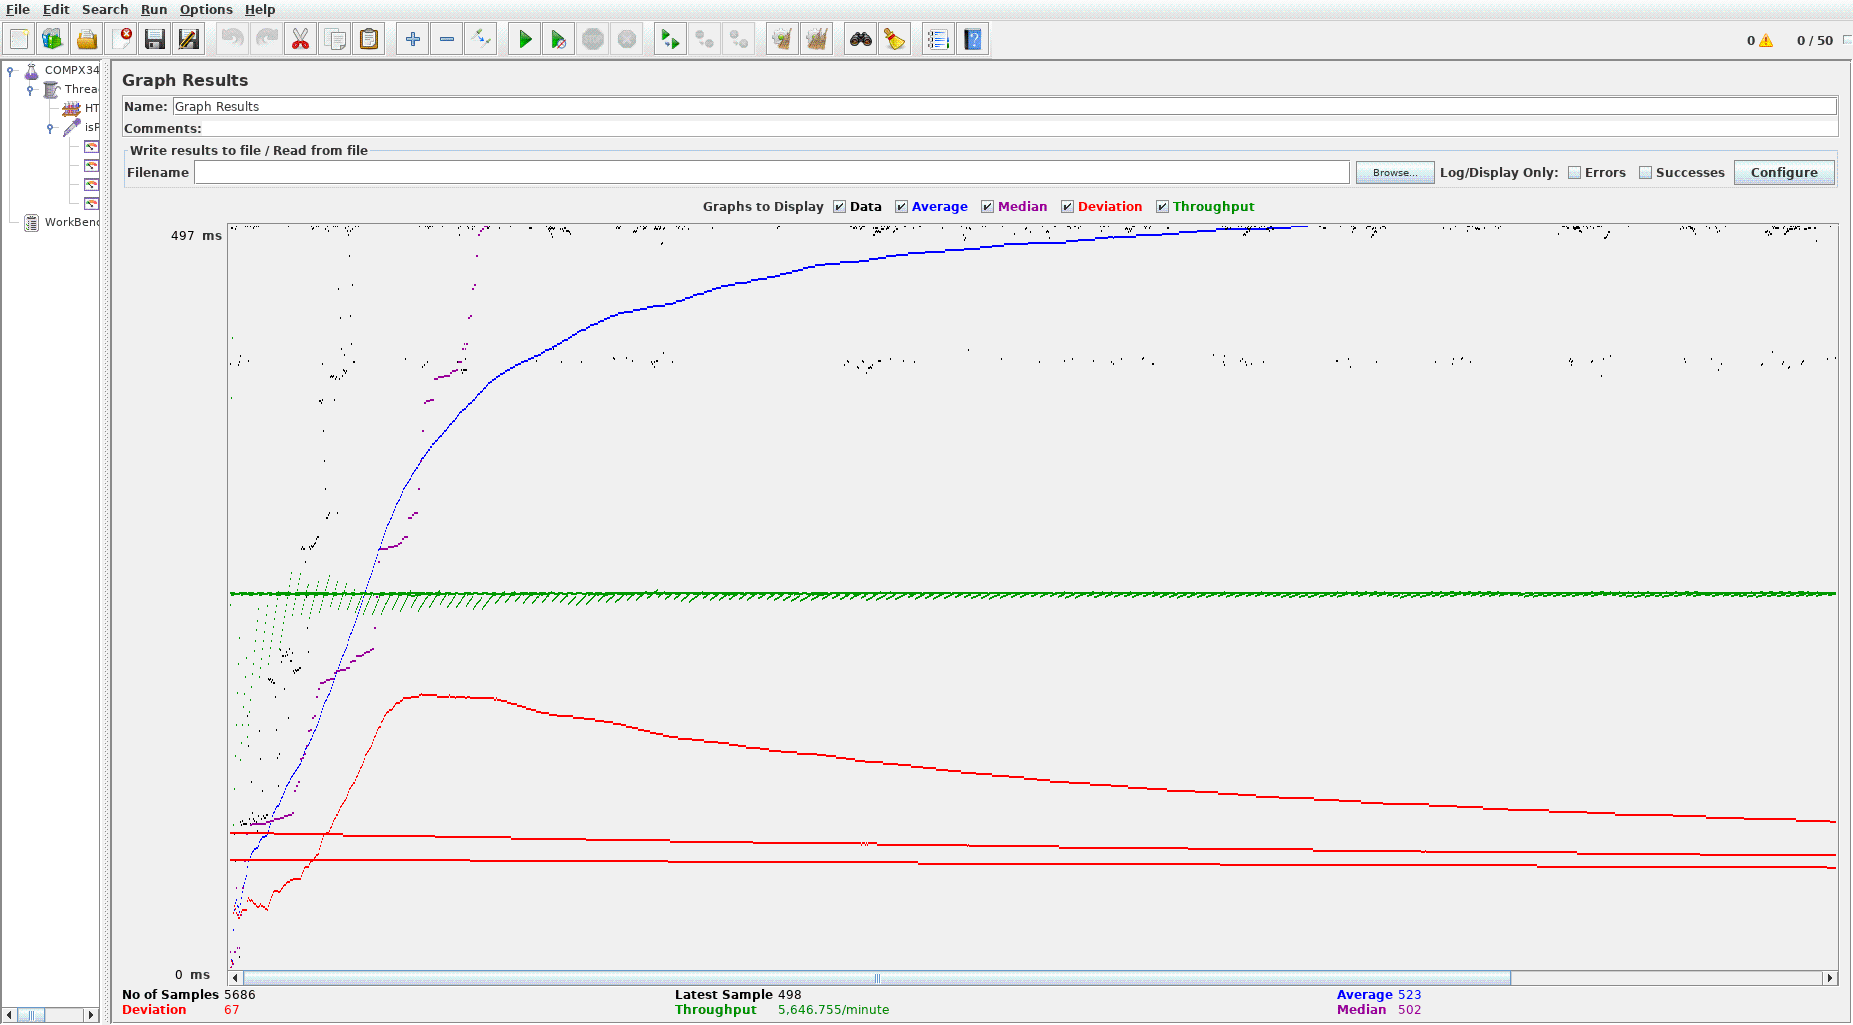 File Edit Search Run Options Help
0 0 / 50
COMPX34
Threa
HT
isP
WorkBenc
Graph Results
Name: Graph Results
Comments:
Write results to file / Read from file
Filename Browse... Log/Display Only: Errors Successes Configure
Graphs to Display Data Average Median Deviation Throughput
497 ms
0 ms
No of Samples 5686 Latest Sample 498 Average 523
Deviation 67 Throughput 5,646.755/minute Median 502